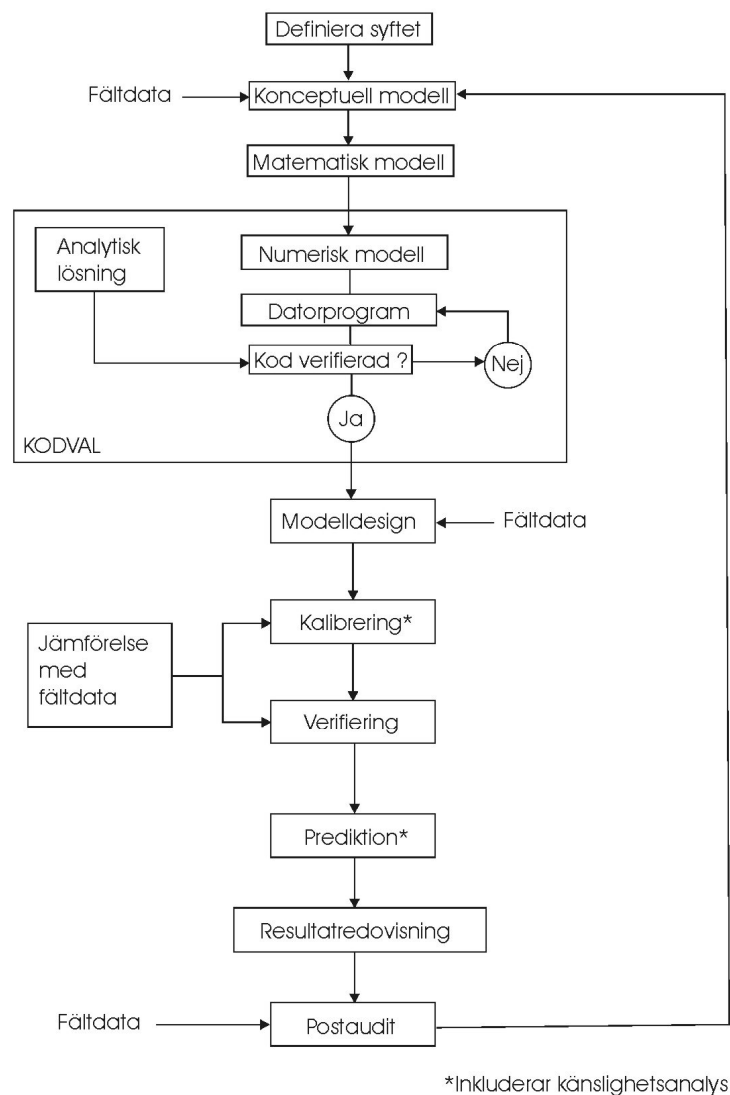 Definiera syftet
Fältdata
Konceptuell modell
Matematisk modell
Analytisk
lösning
Numerisk modell
Datorprogram
Kod verifierad ?
Nej
Ja
KODVAL
Modelldesign
Fältdata
Kalibrering*
Jämförelse
med
fältdata
Verifiering
Prediktion*
Resultatredovisning
Fältdata
Postaudit
*Inkluderar känslighetsanalys